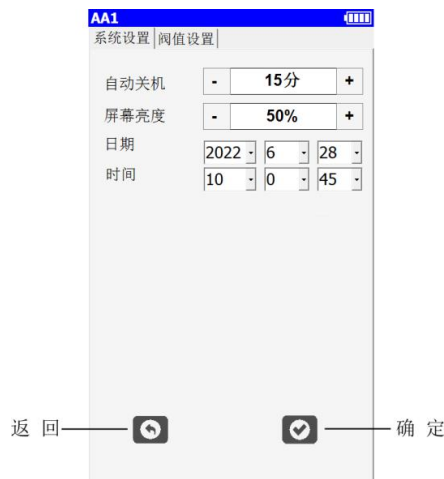 AA1
系统设置 阀值设置
自动关机 - 15分 +
屏幕亮度 - 50% +
日期 2022 6 28
时间 10 0 45
返 回 确 定